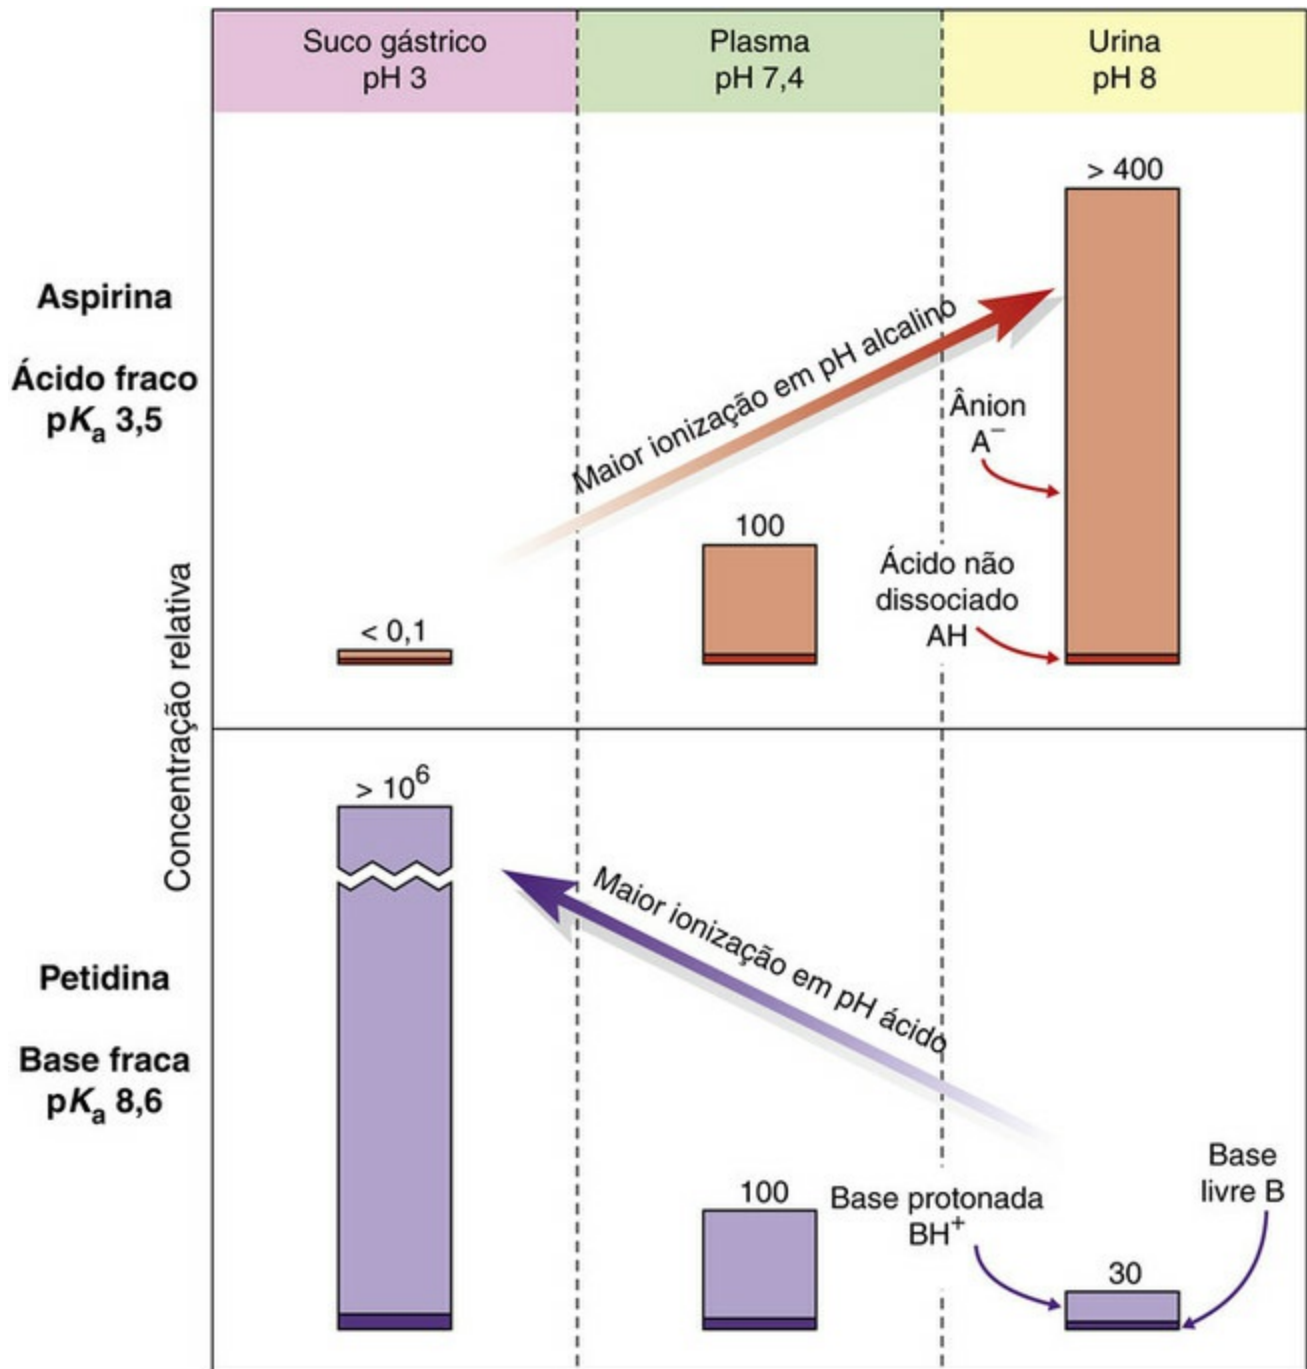 Suco gástrico
pH 3
Plasma
pH 7,4
Urina
pH 8
Aspirina
Ácido fraco
pKₐ 3,5
Concentração relativa
< 0,1
100
> 400
Maior ionização em pH alcalino
Ânion
A⁻
Ácido não
dissociado
AH
Petidina
Base fraca
pKₐ 8,6
> 10⁶
100
30
Maior ionização em pH ácido
Base protonada
BH⁺
Base
livre B